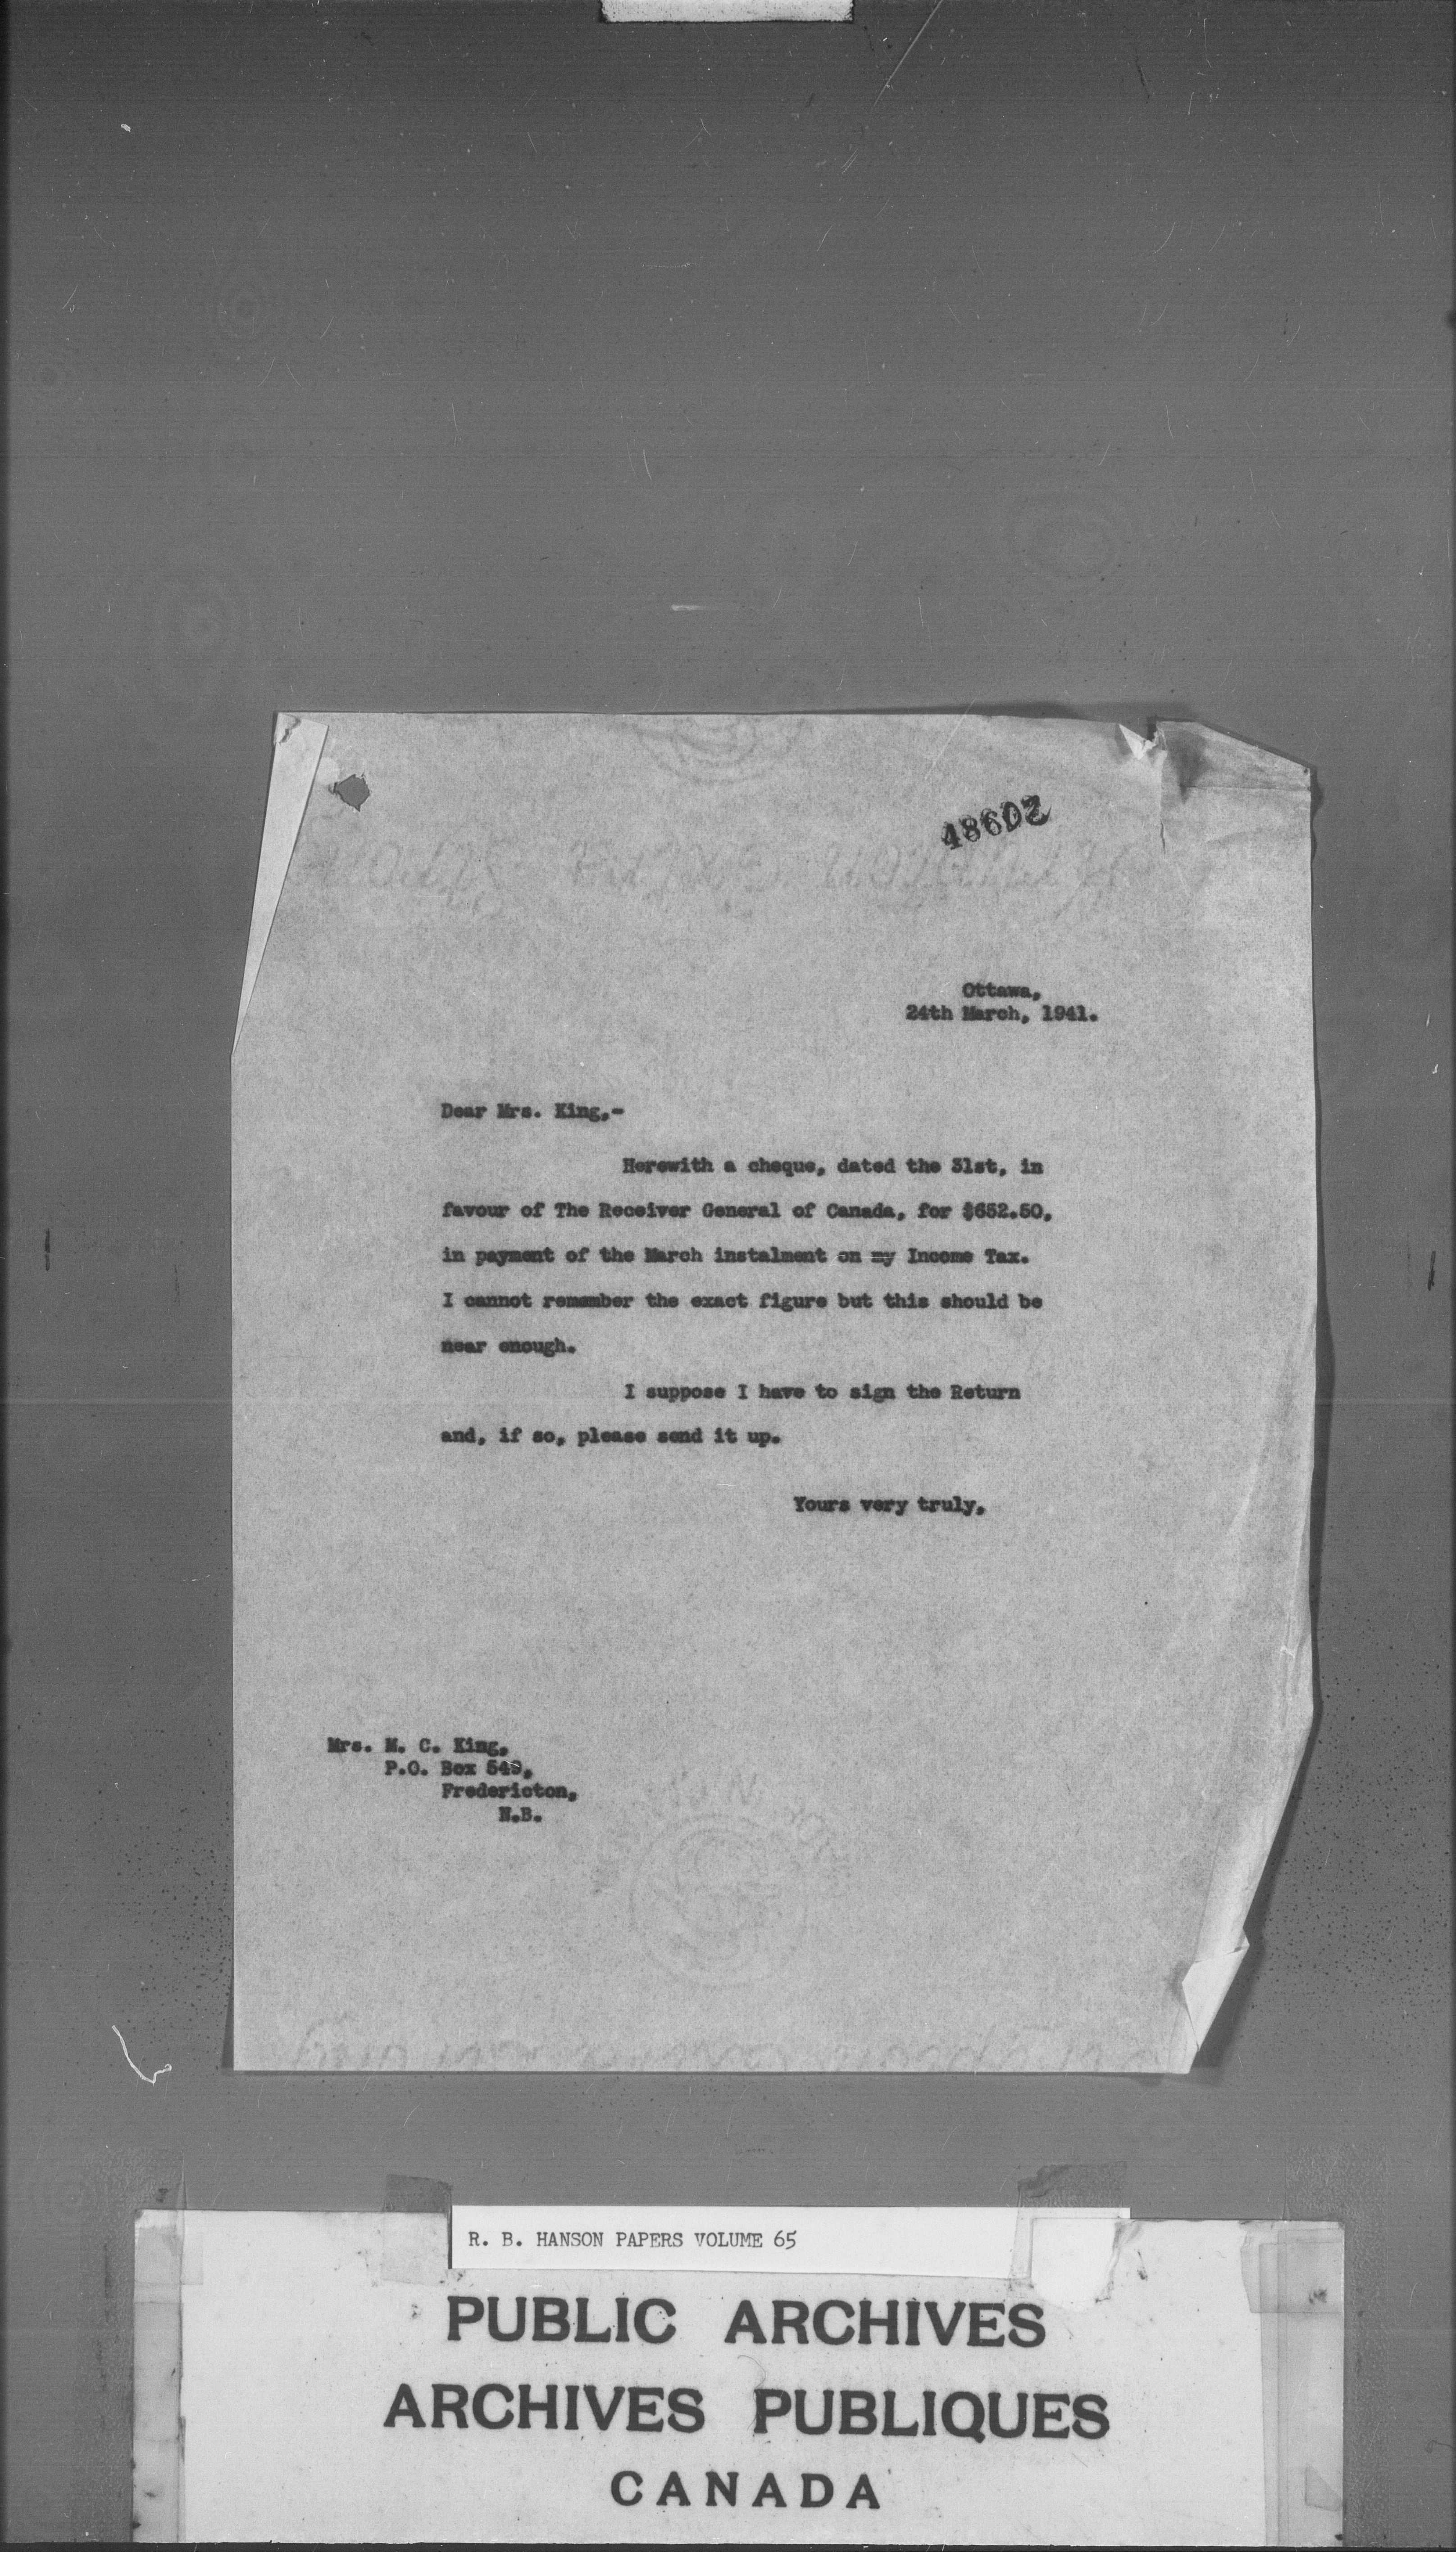 48602
Ottawa,
24th March, 1941.
Dear Mrs. King,-
Herewith a cheque, dated the 31st, in
favour of The Receiver General of Canada, for $652.50,
in payment of the March instalment on my Income Tax.
I cannot remember the exact figure but this should be
near enough.
I suppose I have to sign the Return
and, if so, please send it up.
Yours very truly,
Mrs. M. C. King,
P.O. Box 549,
Fredericton,
N.B.
R. B. HANSON PAPERS VOLUME 65
PUBLIC ARCHIVES
ARCHIVES PUBLIQUES
CANADA